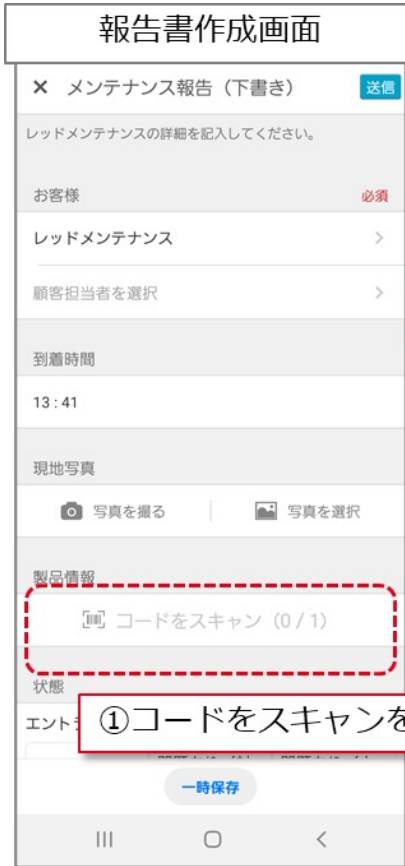 報告書作成画面
× メンテナンス報告（下書き） 送信
レッドメンテナンスの詳細を記入してください。
お客様 必須
レッドメンテナンス
顧客担当者を選択
到着時間
13:41
現地写真
写真を撮る 写真を選択
製品情報
コードをスキャン（0 / 1）
状態
エント
①コードをスキャンを
一時保存